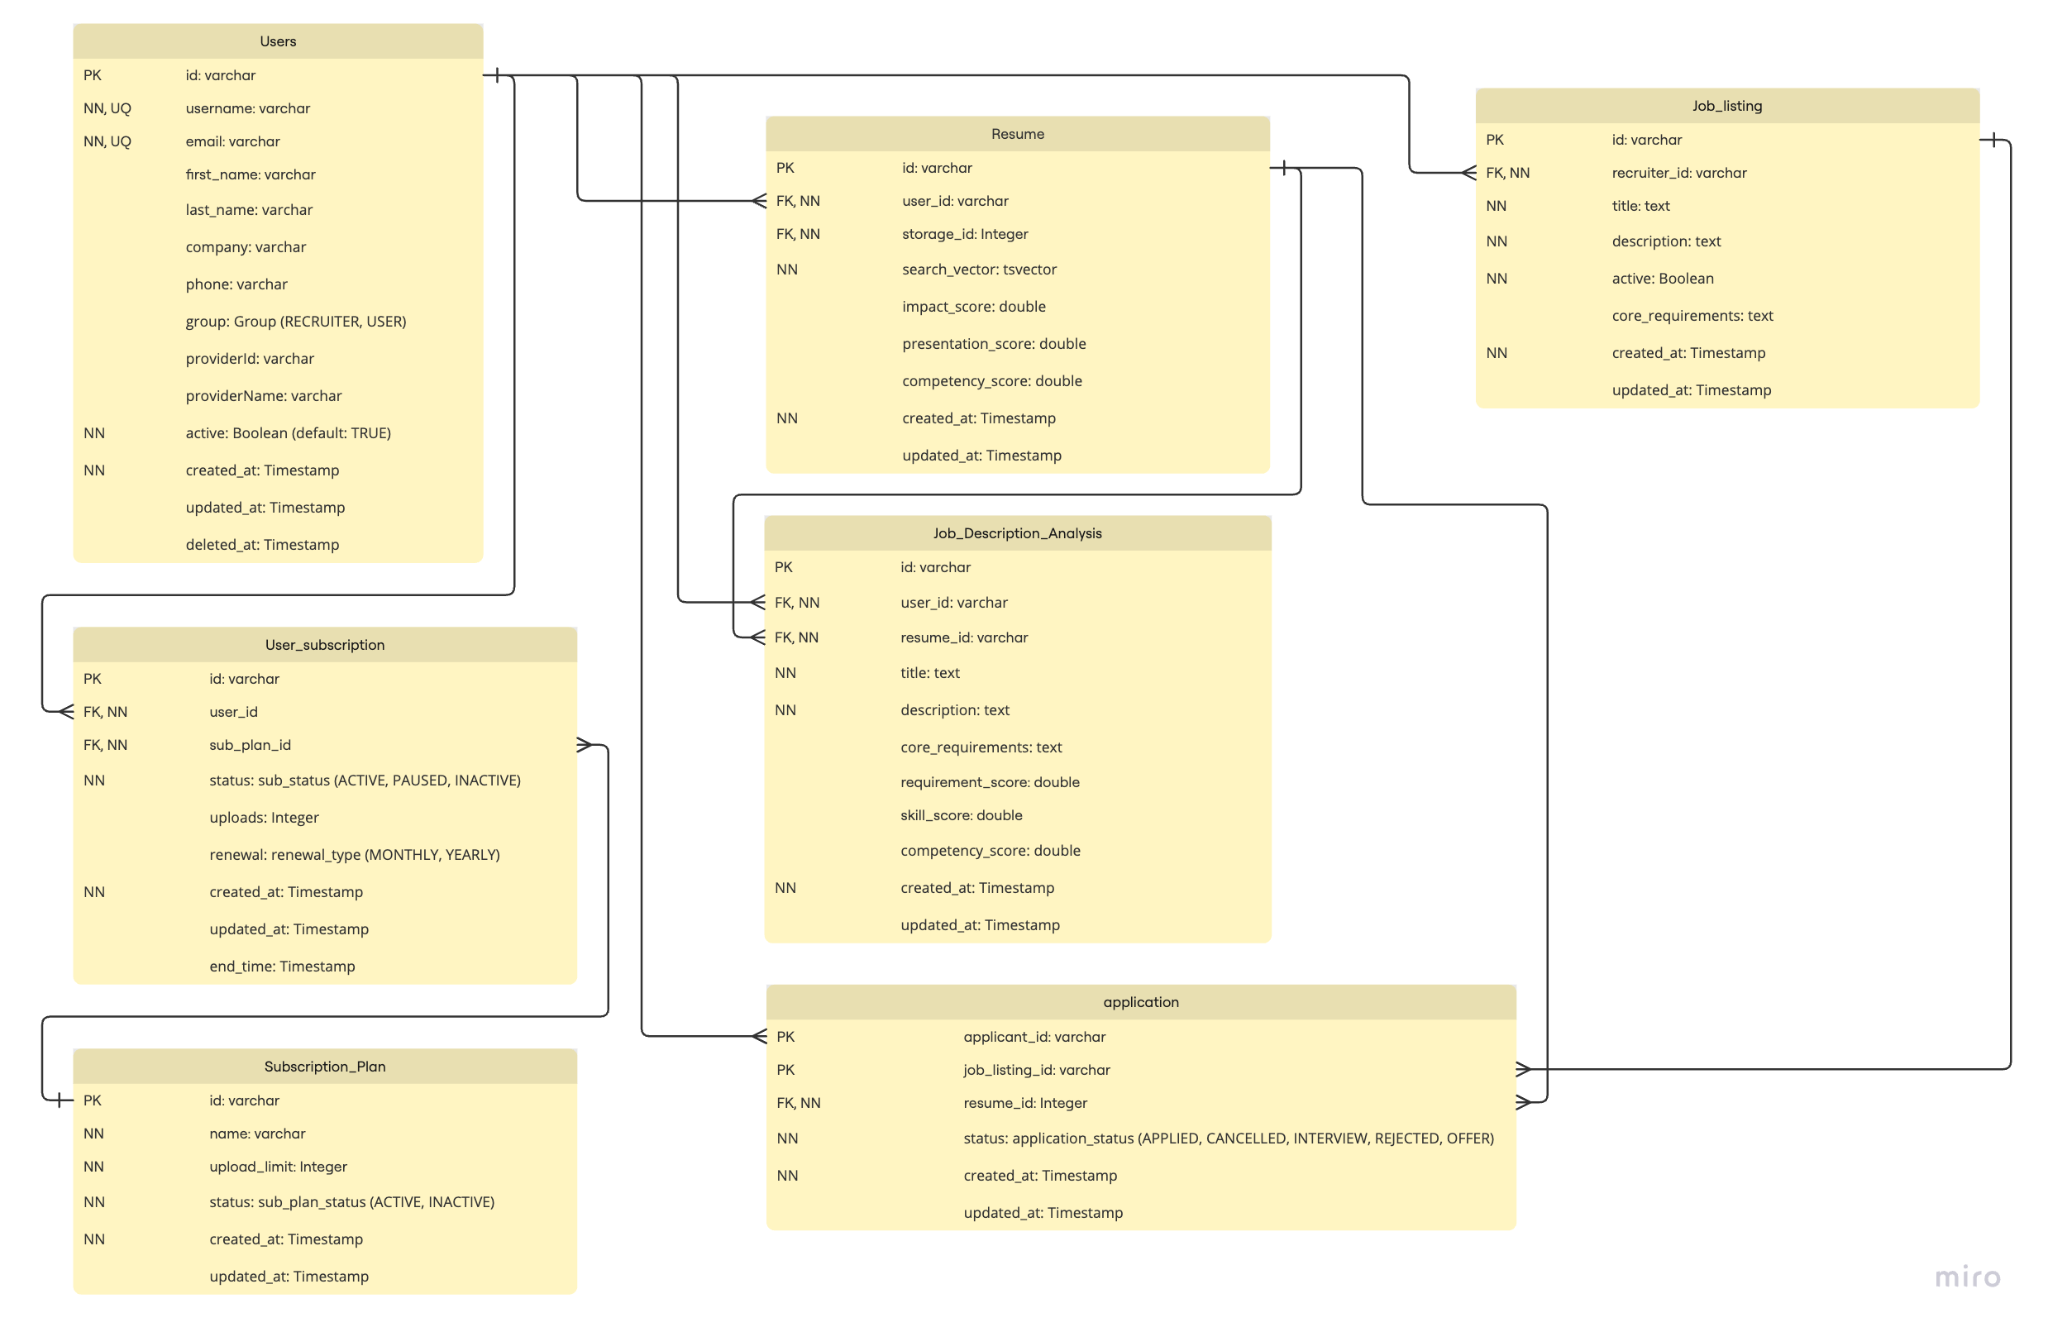 Users
PK id: varchar
NN, UQ username: varchar
NN, UQ email: varchar
first_name: varchar
last_name: varchar
company: varchar
phone: varchar
group: Group (RECRUITER, USER)
providerId: varchar
providerName: varchar
NN active: Boolean (default: TRUE)
NN created_at: Timestamp
updated_at: Timestamp
deleted_at: Timestamp
User_subscription
PK id: varchar
FK, NN user_id
FK, NN sub_plan_id
NN status: sub_status (ACTIVE, PAUSED, INACTIVE)
uploads: Integer
renewal: renewal_type (MONTHLY, YEARLY)
NN created_at: Timestamp
updated_at: Timestamp
end_time: Timestamp
Subscription_Plan
PK id: varchar
NN name: varchar
NN upload_limit: Integer
NN status: sub_plan_status (ACTIVE, INACTIVE)
NN created_at: Timestamp
updated_at: Timestamp
Resume
PK id: varchar
FK, NN user_id: varchar
FK, NN storage_id: Integer
NN search_vector: tsvector
impact_score: double
presentation_score: double
competency_score: double
NN created_at: Timestamp
updated_at: Timestamp
Job_Description_Analysis
PK id: varchar
FK, NN user_id: varchar
FK, NN resume_id: varchar
NN title: text
NN description: text
core_requirements: text
requirement_score: double
skill_score: double
competency_score: double
NN created_at: Timestamp
updated_at: Timestamp
application
PK applicant_id: varchar
PK job_listing_id: varchar
FK, NN resume_id: Integer
NN status: application_status (APPLIED, CANCELLED, INTERVIEW, REJECTED, OFFER)
NN created_at: Timestamp
updated_at: Timestamp
Job_listing
PK id: varchar
FK, NN recruiter_id: varchar
NN title: text
NN description: text
NN active: Boolean
core_requirements: text
NN created_at: Timestamp
updated_at: Timestamp
miro